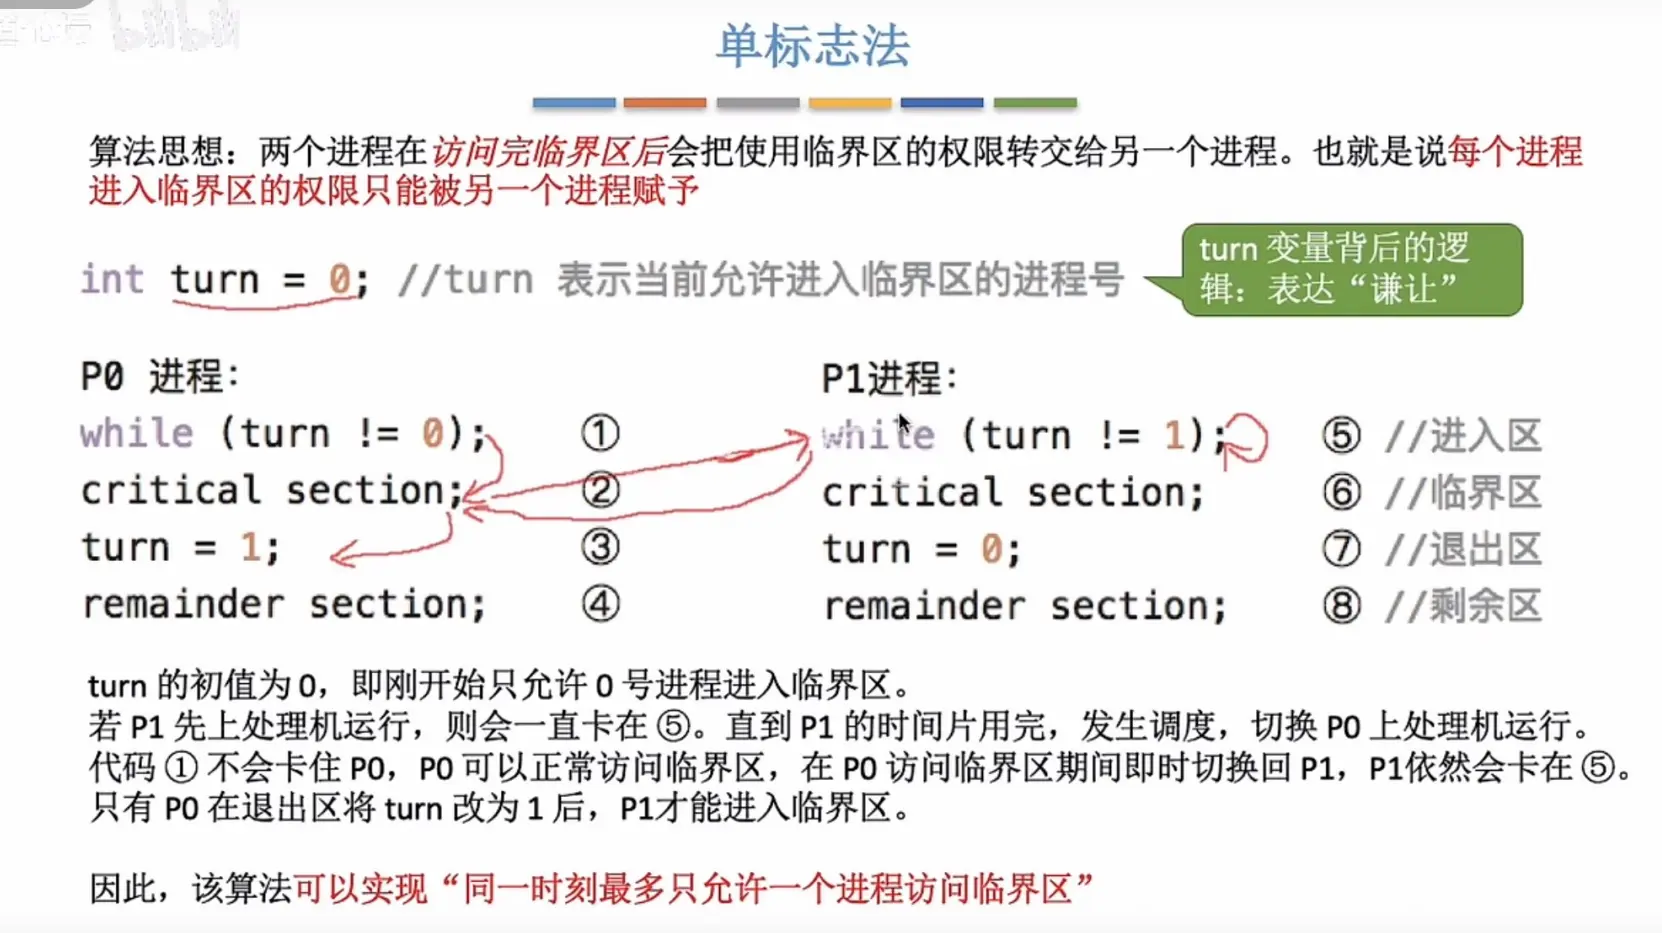 bilibili
单标志法
算法思想：两个进程在访问完临界区后会把使用临界区的权限转交给另一个进程。也就是说每个进程
进入临界区的权限只能被另一个进程赋予
int turn = 0; //turn 表示当前允许进入临界区的进程号
turn 变量背后的逻
辑：表达“谦让”
P0 进程：
while (turn != 0); ①
critical section; ②
turn = 1; ③
remainder section; ④
P1进程：
while (turn != 1); ⑤ //进入区
critical section; ⑥ //临界区
turn = 0; ⑦ //退出区
remainder section; ⑧ //剩余区
turn 的初值为 0，即刚开始只允许 0 号进程进入临界区。
若 P1 先上处理机运行，则会一直卡在 ⑤。直到 P1 的时间片用完，发生调度，切换 P0 上处理机运行。
代码 ① 不会卡住 P0，P0 可以正常访问临界区，在 P0 访问临界区期间即时切换回 P1，P1依然会卡在 ⑤。
只有 P0 在退出区将 turn 改为 1 后，P1才能进入临界区。
因此，该算法可以实现“同一时刻最多只允许一个进程访问临界区”